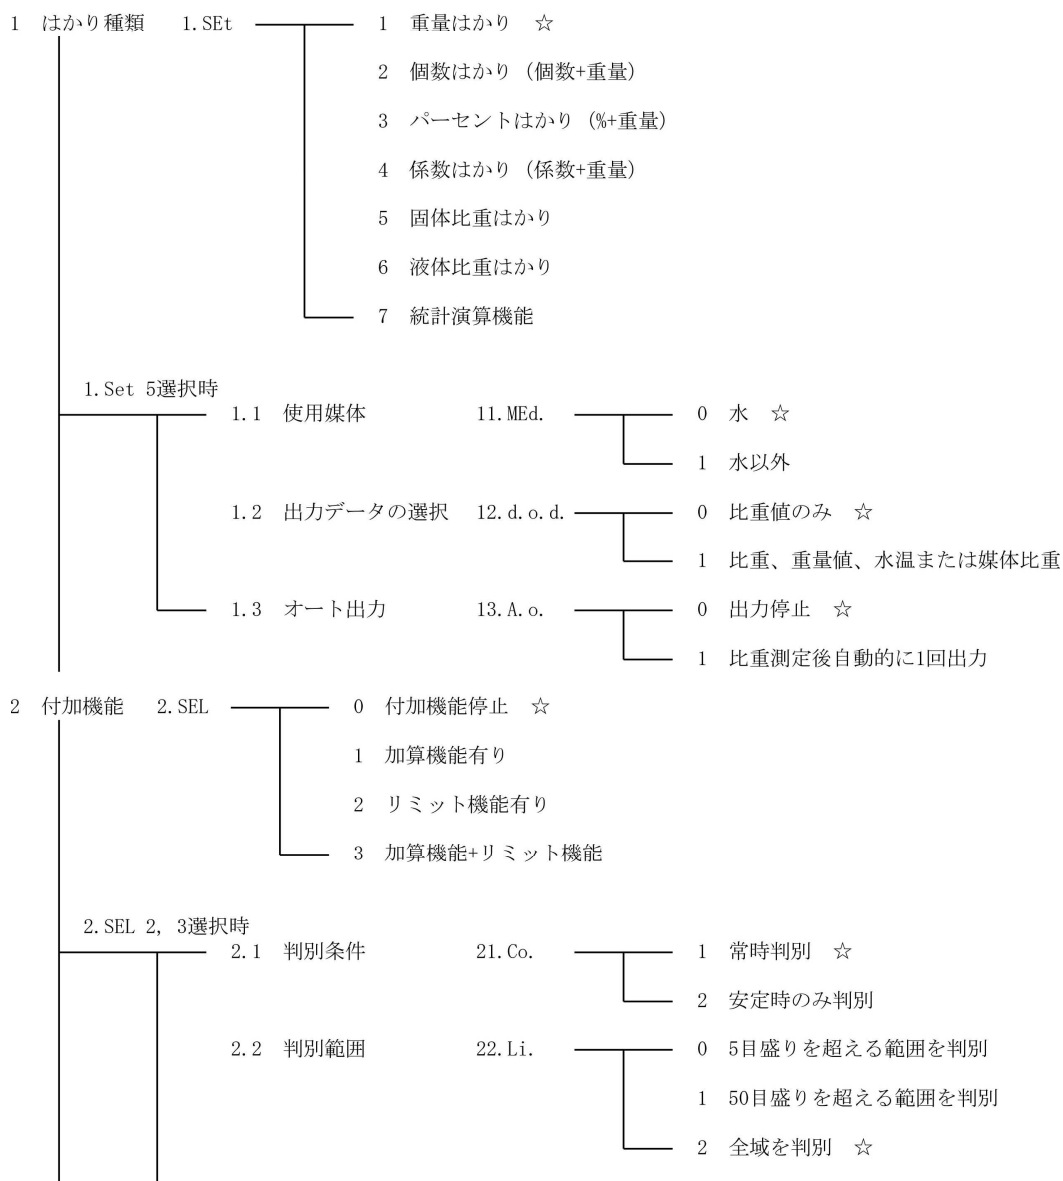 1 はかり種類 1.SEt 1 重量はかり ☆
2 個数はかり (個数+重量)
3 パーセントはかり (%+重量)
4 係数はかり (係数+重量)
5 固体比重はかり
6 液体比重はかり
7 統計演算機能
1.Set 5選択時
1.1 使用媒体 11.MEd. 0 水 ☆
1 水以外
1.2 出力データの選択 12.d.o.d. 0 比重値のみ ☆
1 比重、重量値、水温または媒体比重
1.3 オート出力 13.A.o. 0 出力停止 ☆
1 比重測定後自動的に1回出力
2 付加機能 2.SEL 0 付加機能停止 ☆
1 加算機能有り
2 リミット機能有り
3 加算機能+リミット機能
2.SEL 2, 3選択時
2.1 判別条件 21.Co. 1 常時判別 ☆
2 安定時のみ判別
2.2 判別範囲 22.Li. 0 5目盛りを超える範囲を判別
1 50目盛りを超える範囲を判別
2 全域を判別 ☆